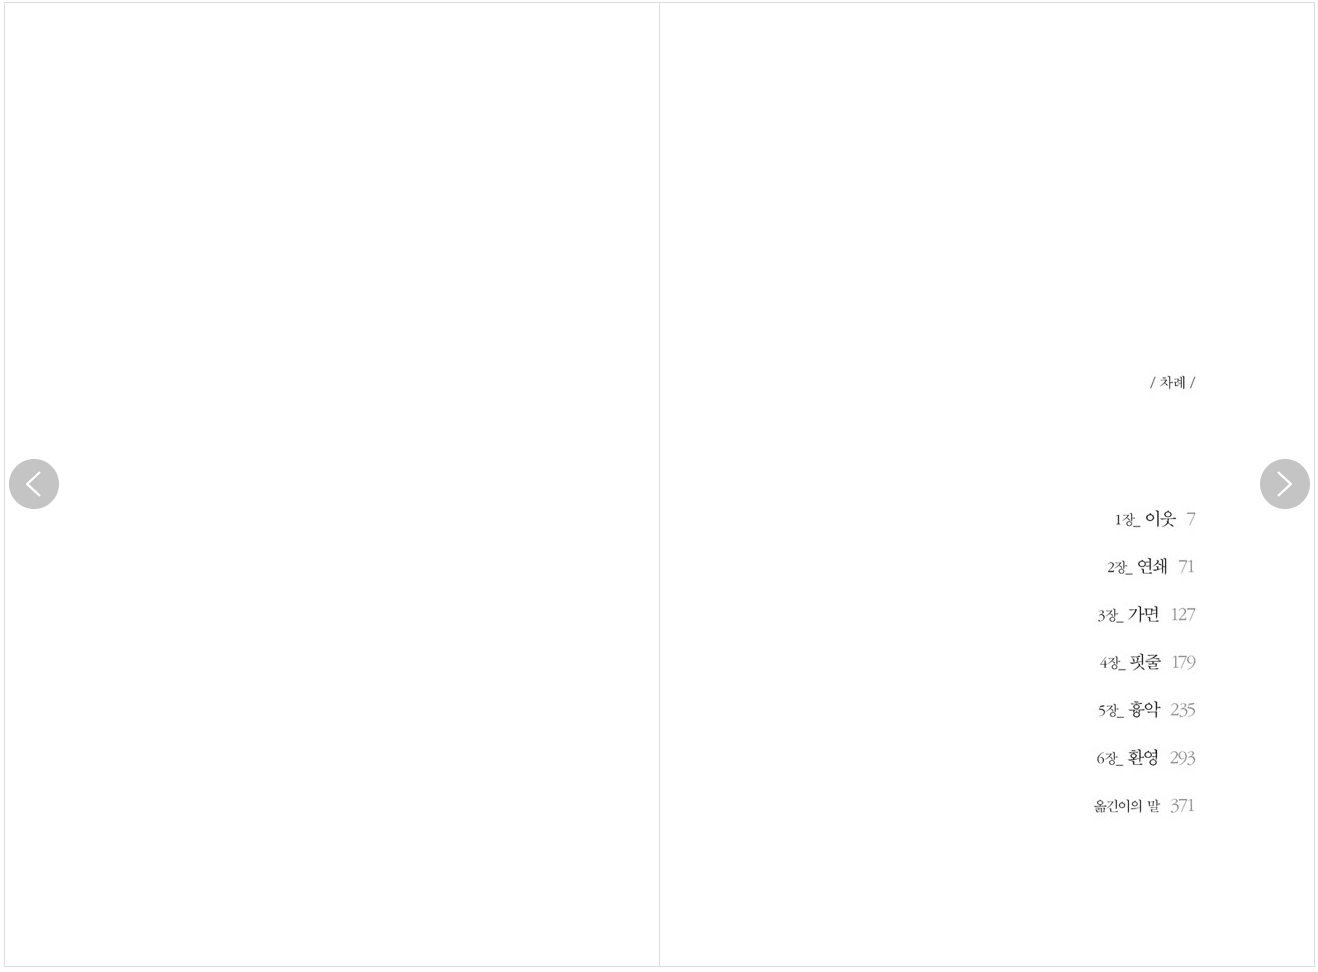 / 차례 /
1장_ 이웃 7
2장_ 연쇄 71
3장_ 가면 127
4장_ 핏줄 179
5장_ 흉악 235
6장_ 환영 293
옮긴이의 말 371